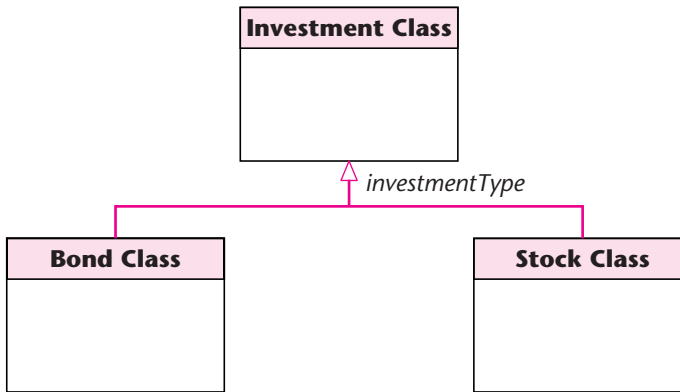 Investment Class
investmentType
Bond Class
Stock Class